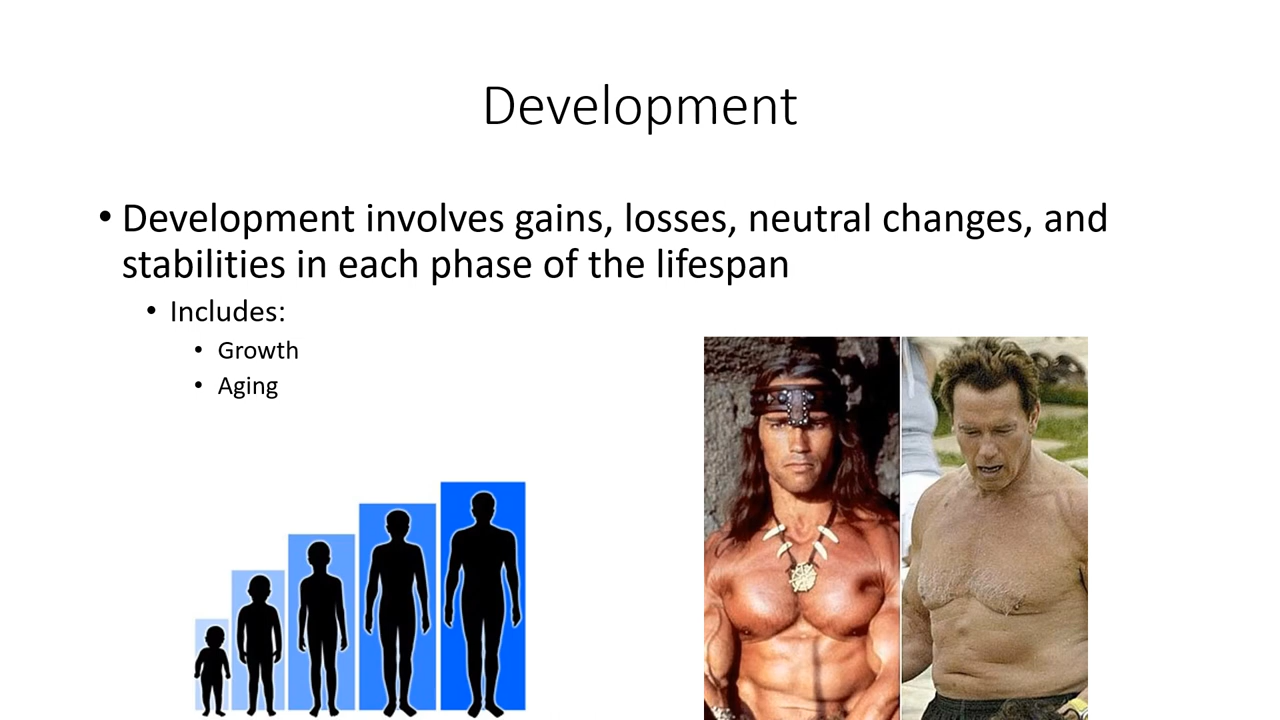 Development
• Development involves gains, losses, neutral changes, and
stabilities in each phase of the lifespan
• Includes:
• Growth
• Aging